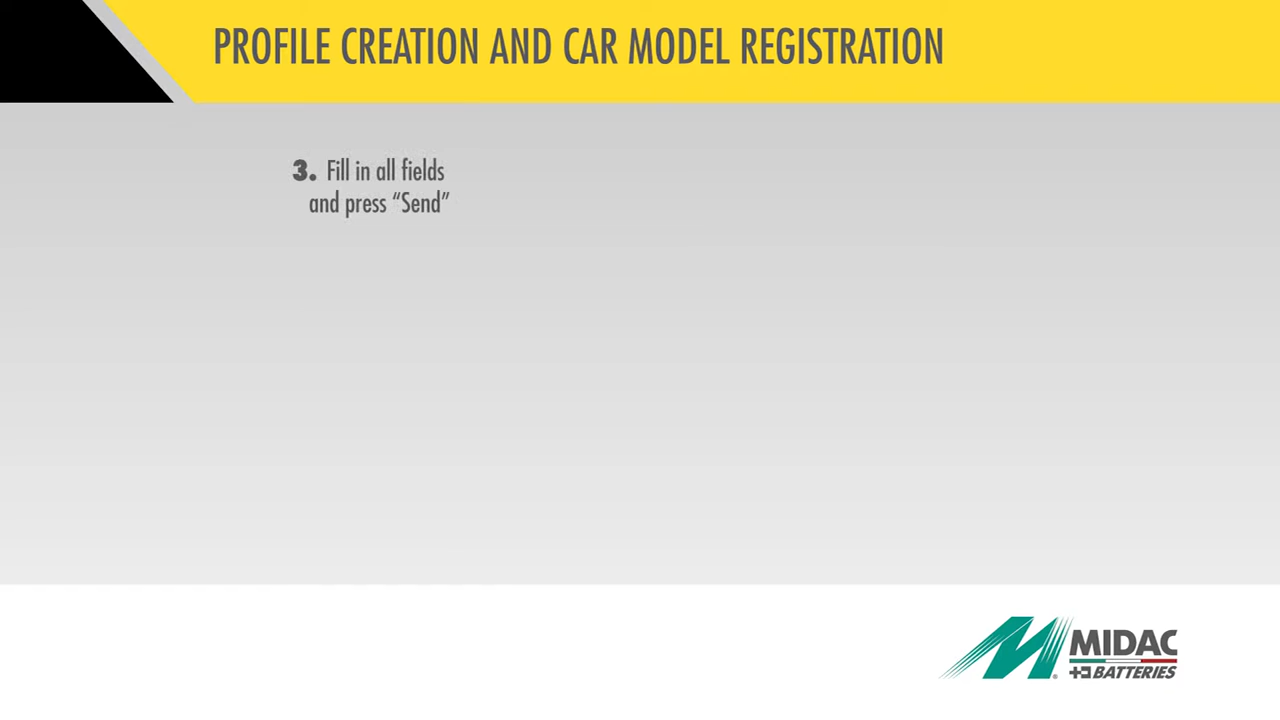 PROFILE CREATION AND CAR MODEL REGISTRATION
3. Fill in all fields
and press “Send”
MIDAC
BATTERIES